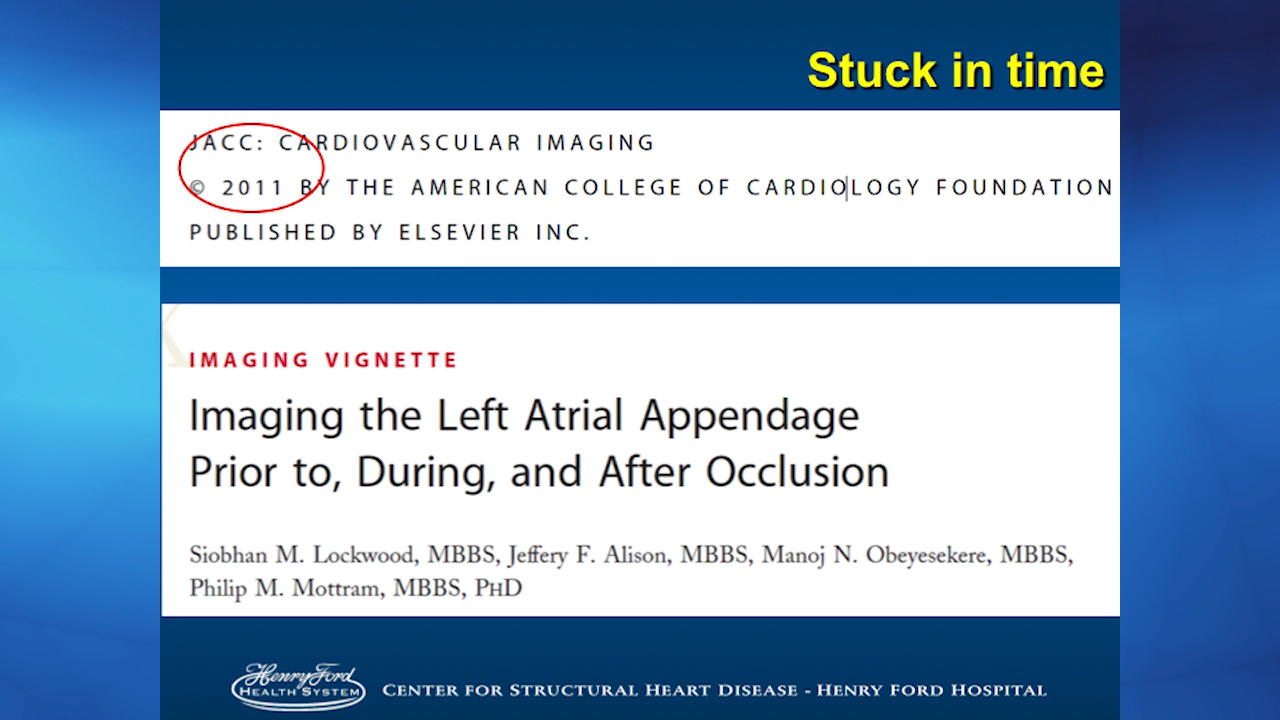 Stuck in time
JACC: CARDIOVASCULAR IMAGING
© 2011 BY THE AMERICAN COLLEGE OF CARDIOLOGY FOUNDATION
PUBLISHED BY ELSEVIER INC.
IMAGING VIGNETTE
Imaging the Left Atrial Appendage
Prior to, During, and After Occlusion
Siobhan M. Lockwood, MBBS, Jeffery F. Alison, MBBS, Manoj N. Obeyesekere, MBBS,
Philip M. Mottram, MBBS, PHD
Henry Ford
HEALTH SYSTEM
CENTER FOR STRUCTURAL HEART DISEASE - HENRY FORD HOSPITAL